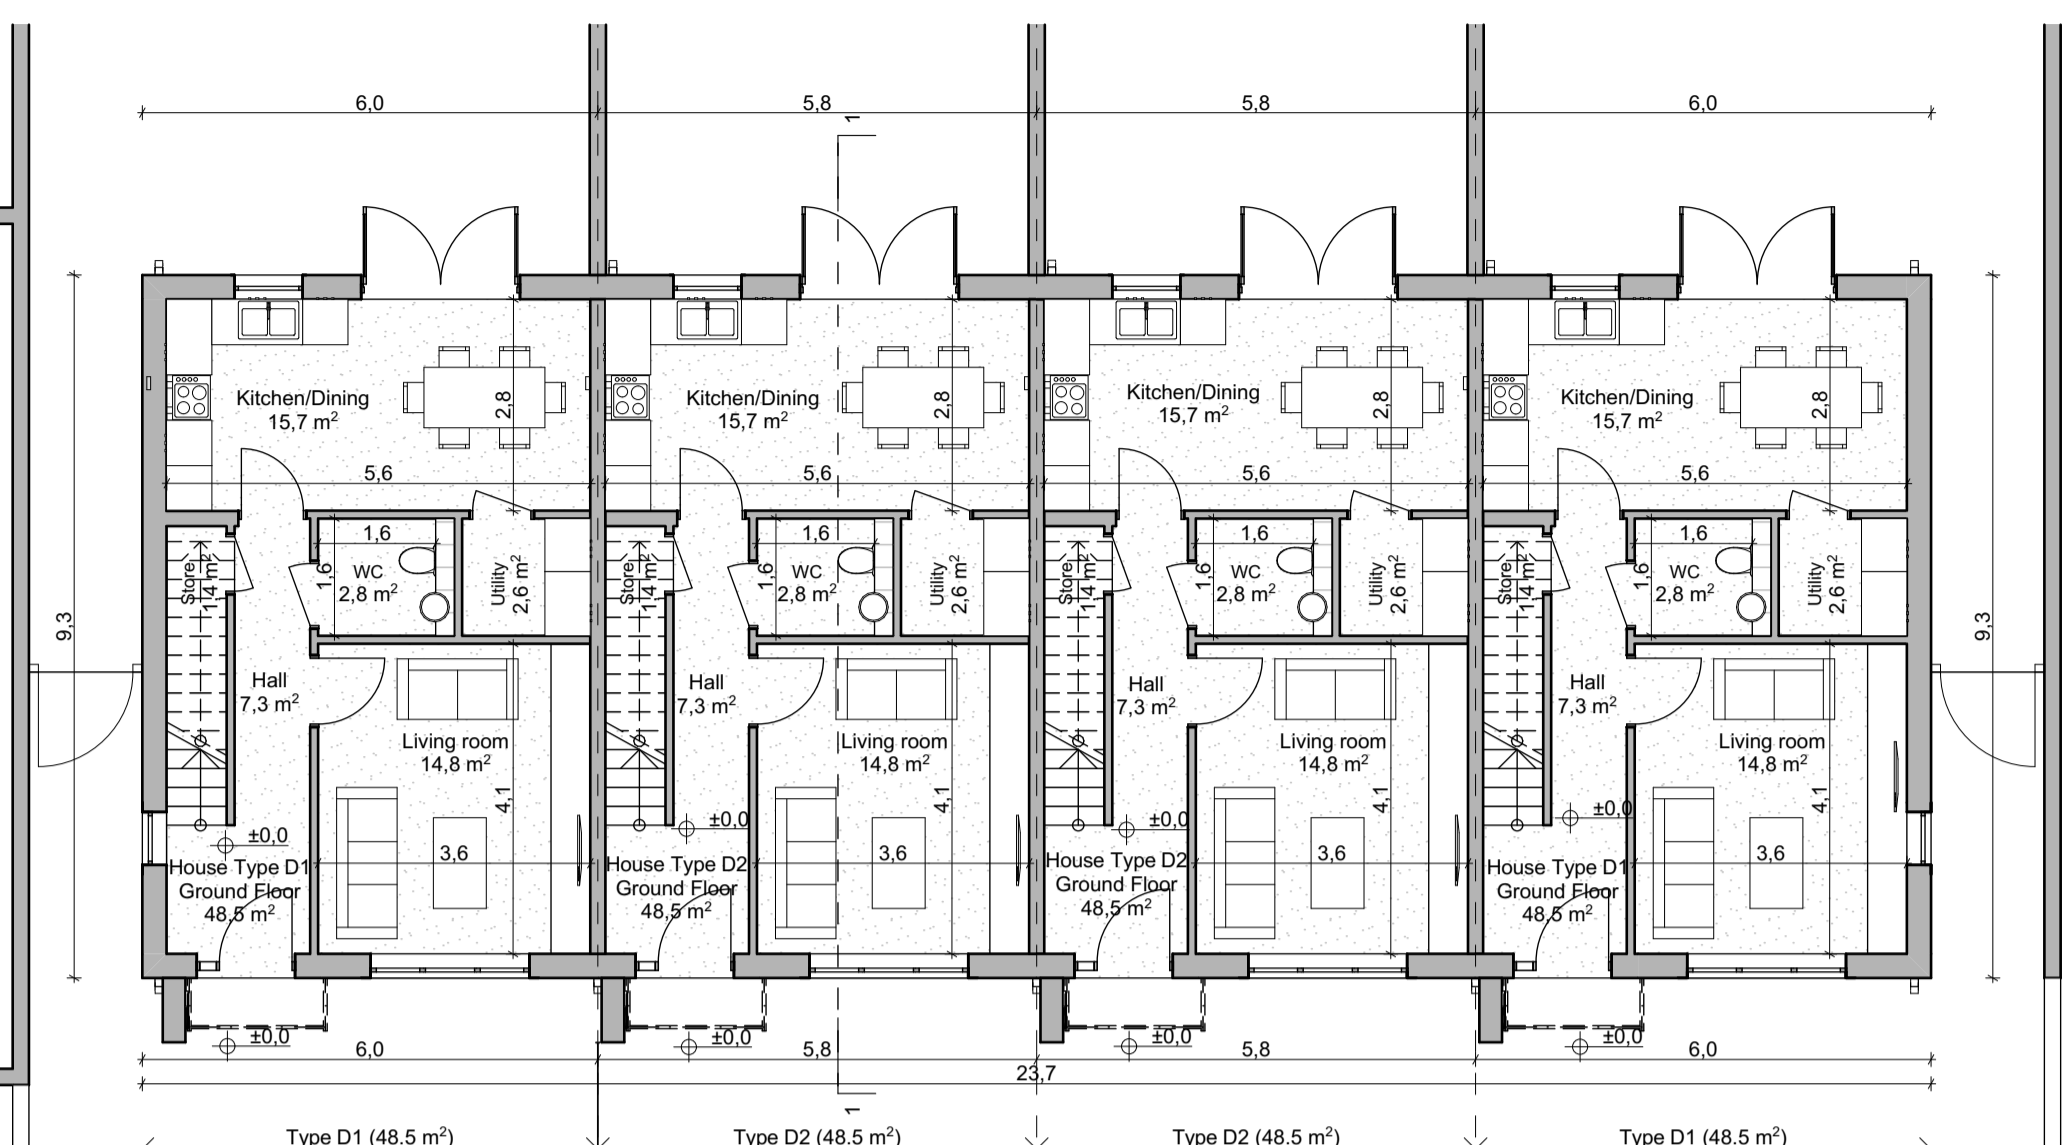 6,0
5,8
5,8
6,0
1
Kitchen/Dining
15,7 m²
2,8
5,6
Kitchen/Dining
15,7 m²
2,8
5,6
Kitchen/Dining
15,7 m²
2,8
5,6
Kitchen/Dining
15,7 m²
2,8
5,6
9,3
Store
1,4 m²
1,6
1,6
WC
2,8 m²
Utility
2,6 m²
Store
1,4 m²
1,6
1,6
WC
2,8 m²
Utility
2,6 m²
Store
1,4 m²
1,6
1,6
WC
2,8 m²
Utility
2,6 m²
Store
1,4 m²
1,6
1,6
WC
2,8 m²
Utility
2,6 m²
9,3
Hall
7,3 m²
Living room
14,8 m²
4,1
3,6
Hall
7,3 m²
Living room
14,8 m²
4,1
3,6
Hall
7,3 m²
Living room
14,8 m²
4,1
3,6
Hall
7,3 m²
Living room
14,8 m²
4,1
3,6
±0,0
House Type D1
Ground Floor
48,5 m²
±0,0
House Type D2
Ground Floor
48,5 m²
±0,0
House Type D2
Ground Floor
48,5 m²
±0,0
House Type D1
Ground Floor
48,5 m²
±0,0
±0,0
±0,0
±0,0
6,0
5,8
5,8
6,0
23,7
1
Type D1 (48.5 m²)
Type D2 (48.5 m²)
Type D2 (48.5 m²)
Type D1 (48.5 m²)